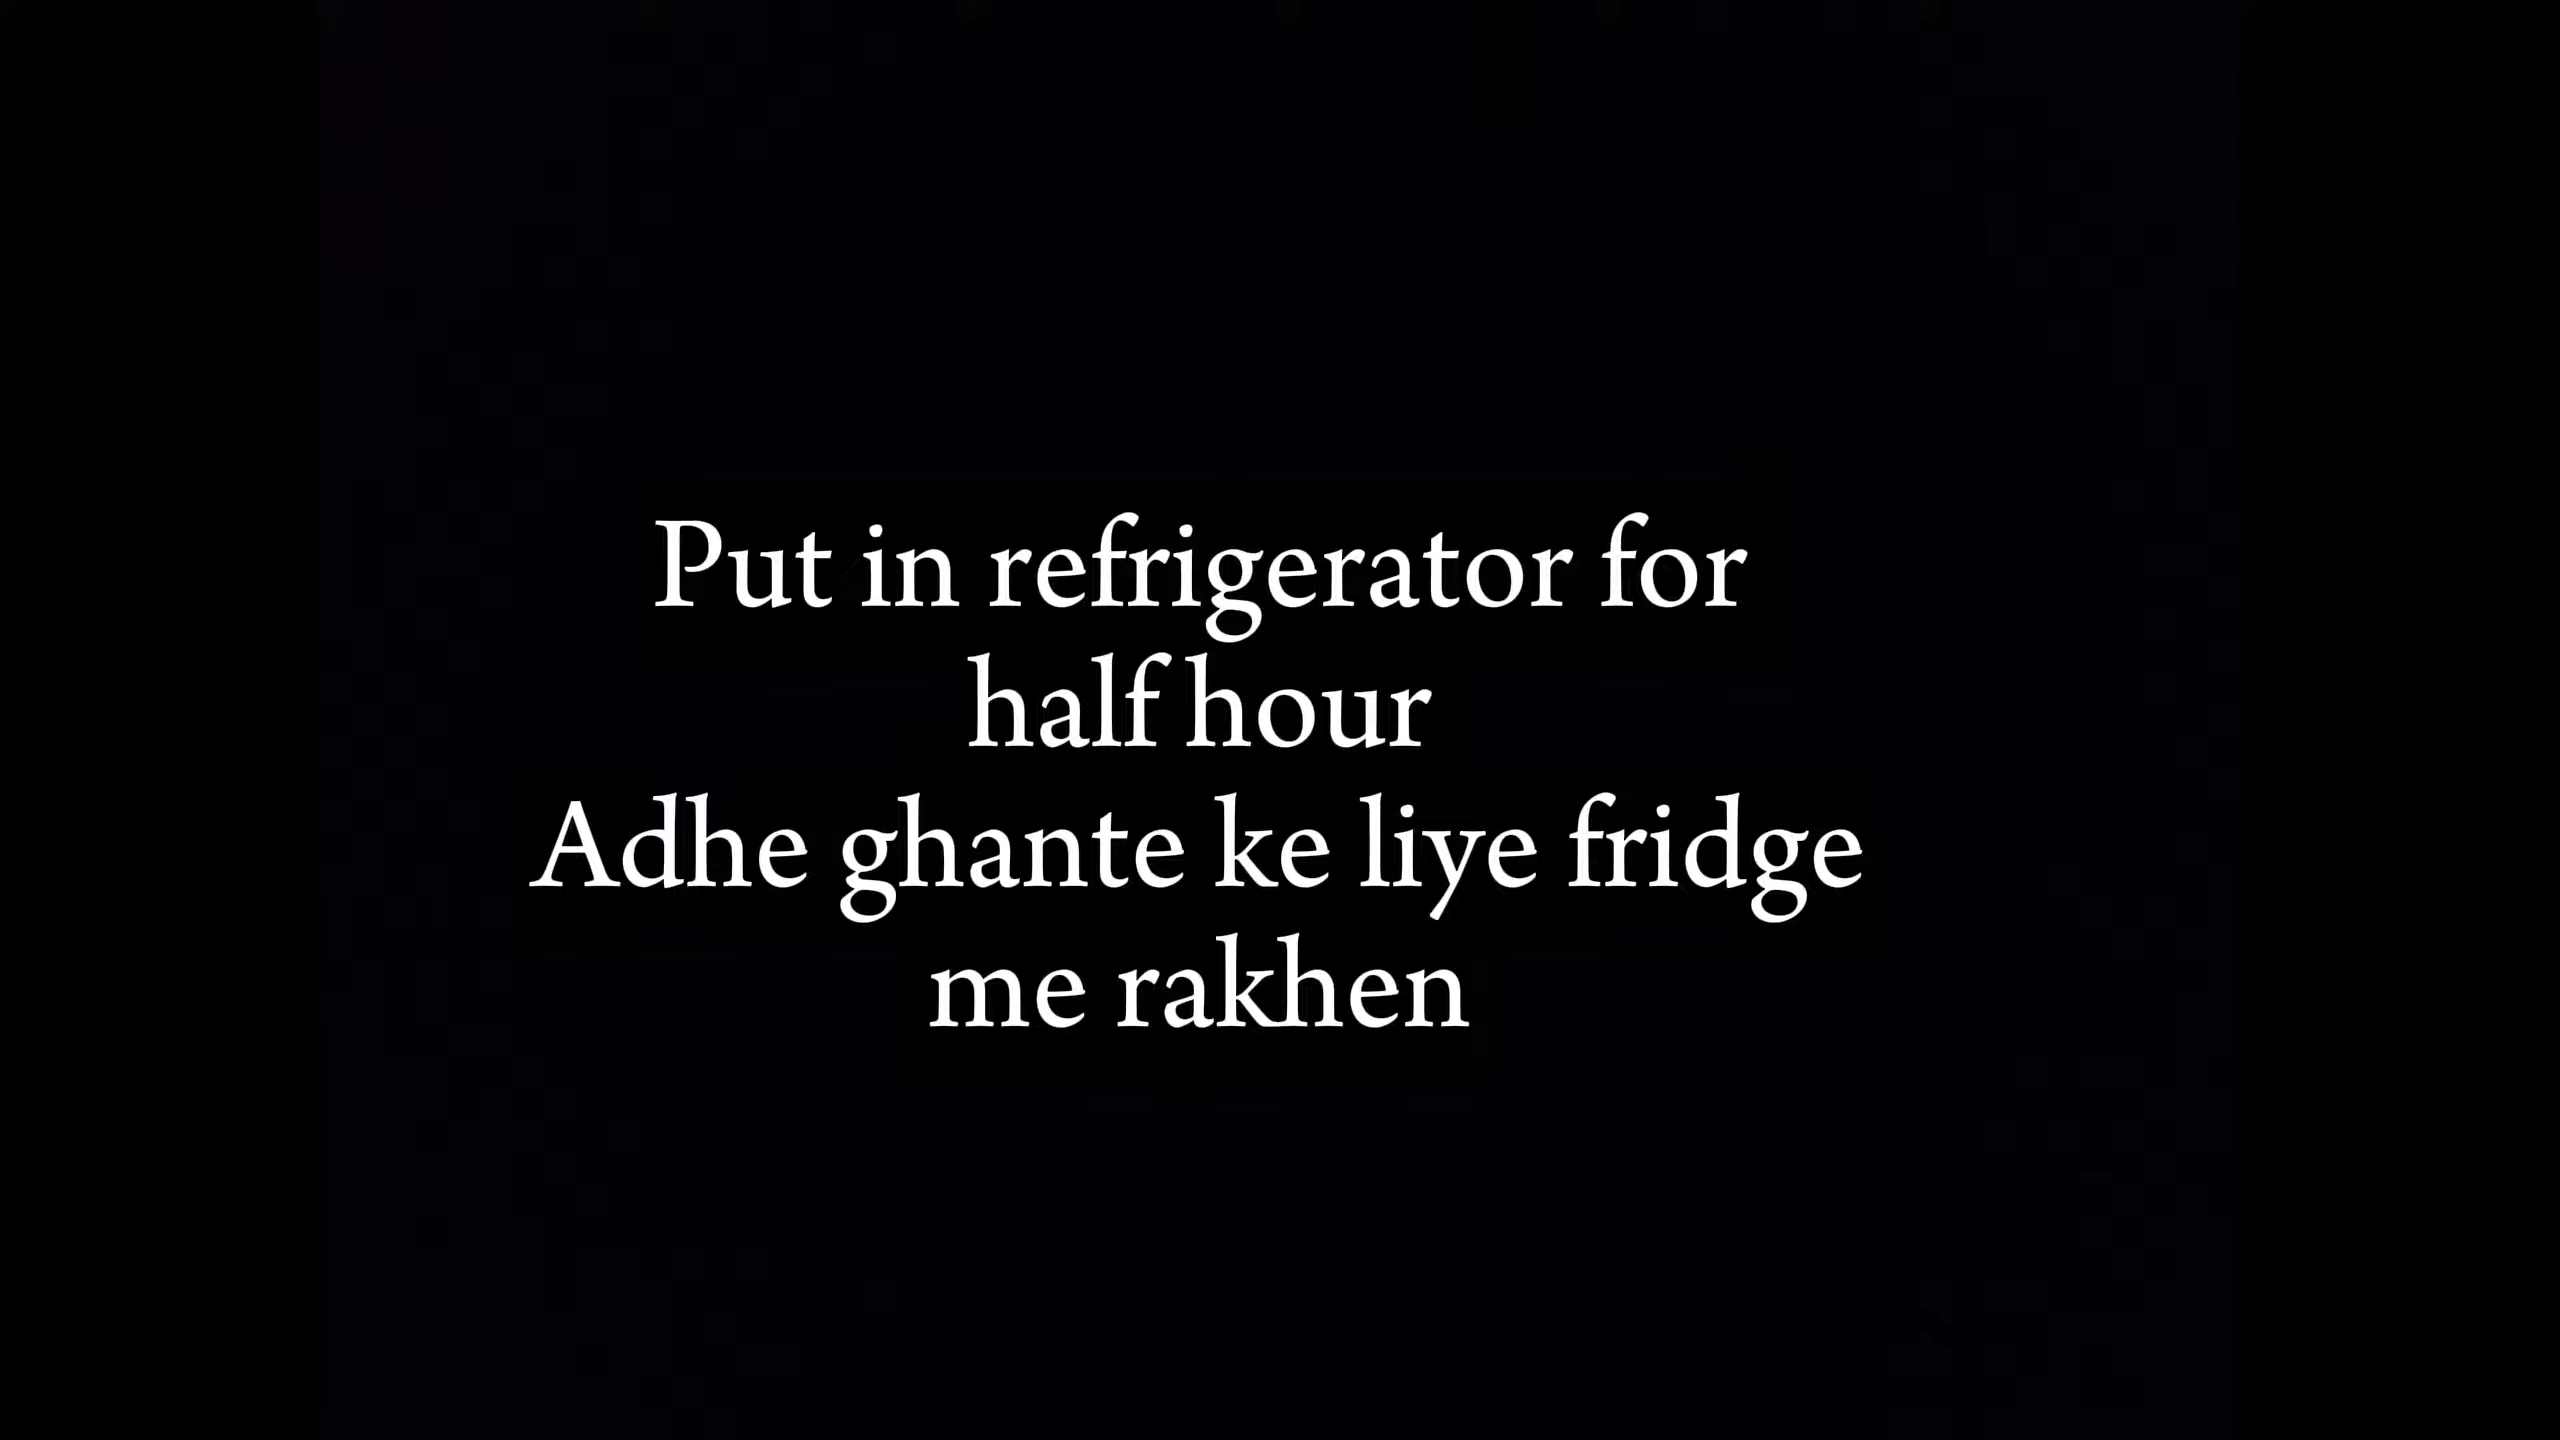 Put in refrigerator for
half hour
Adhe ghante ke liye fridge
me rakhen